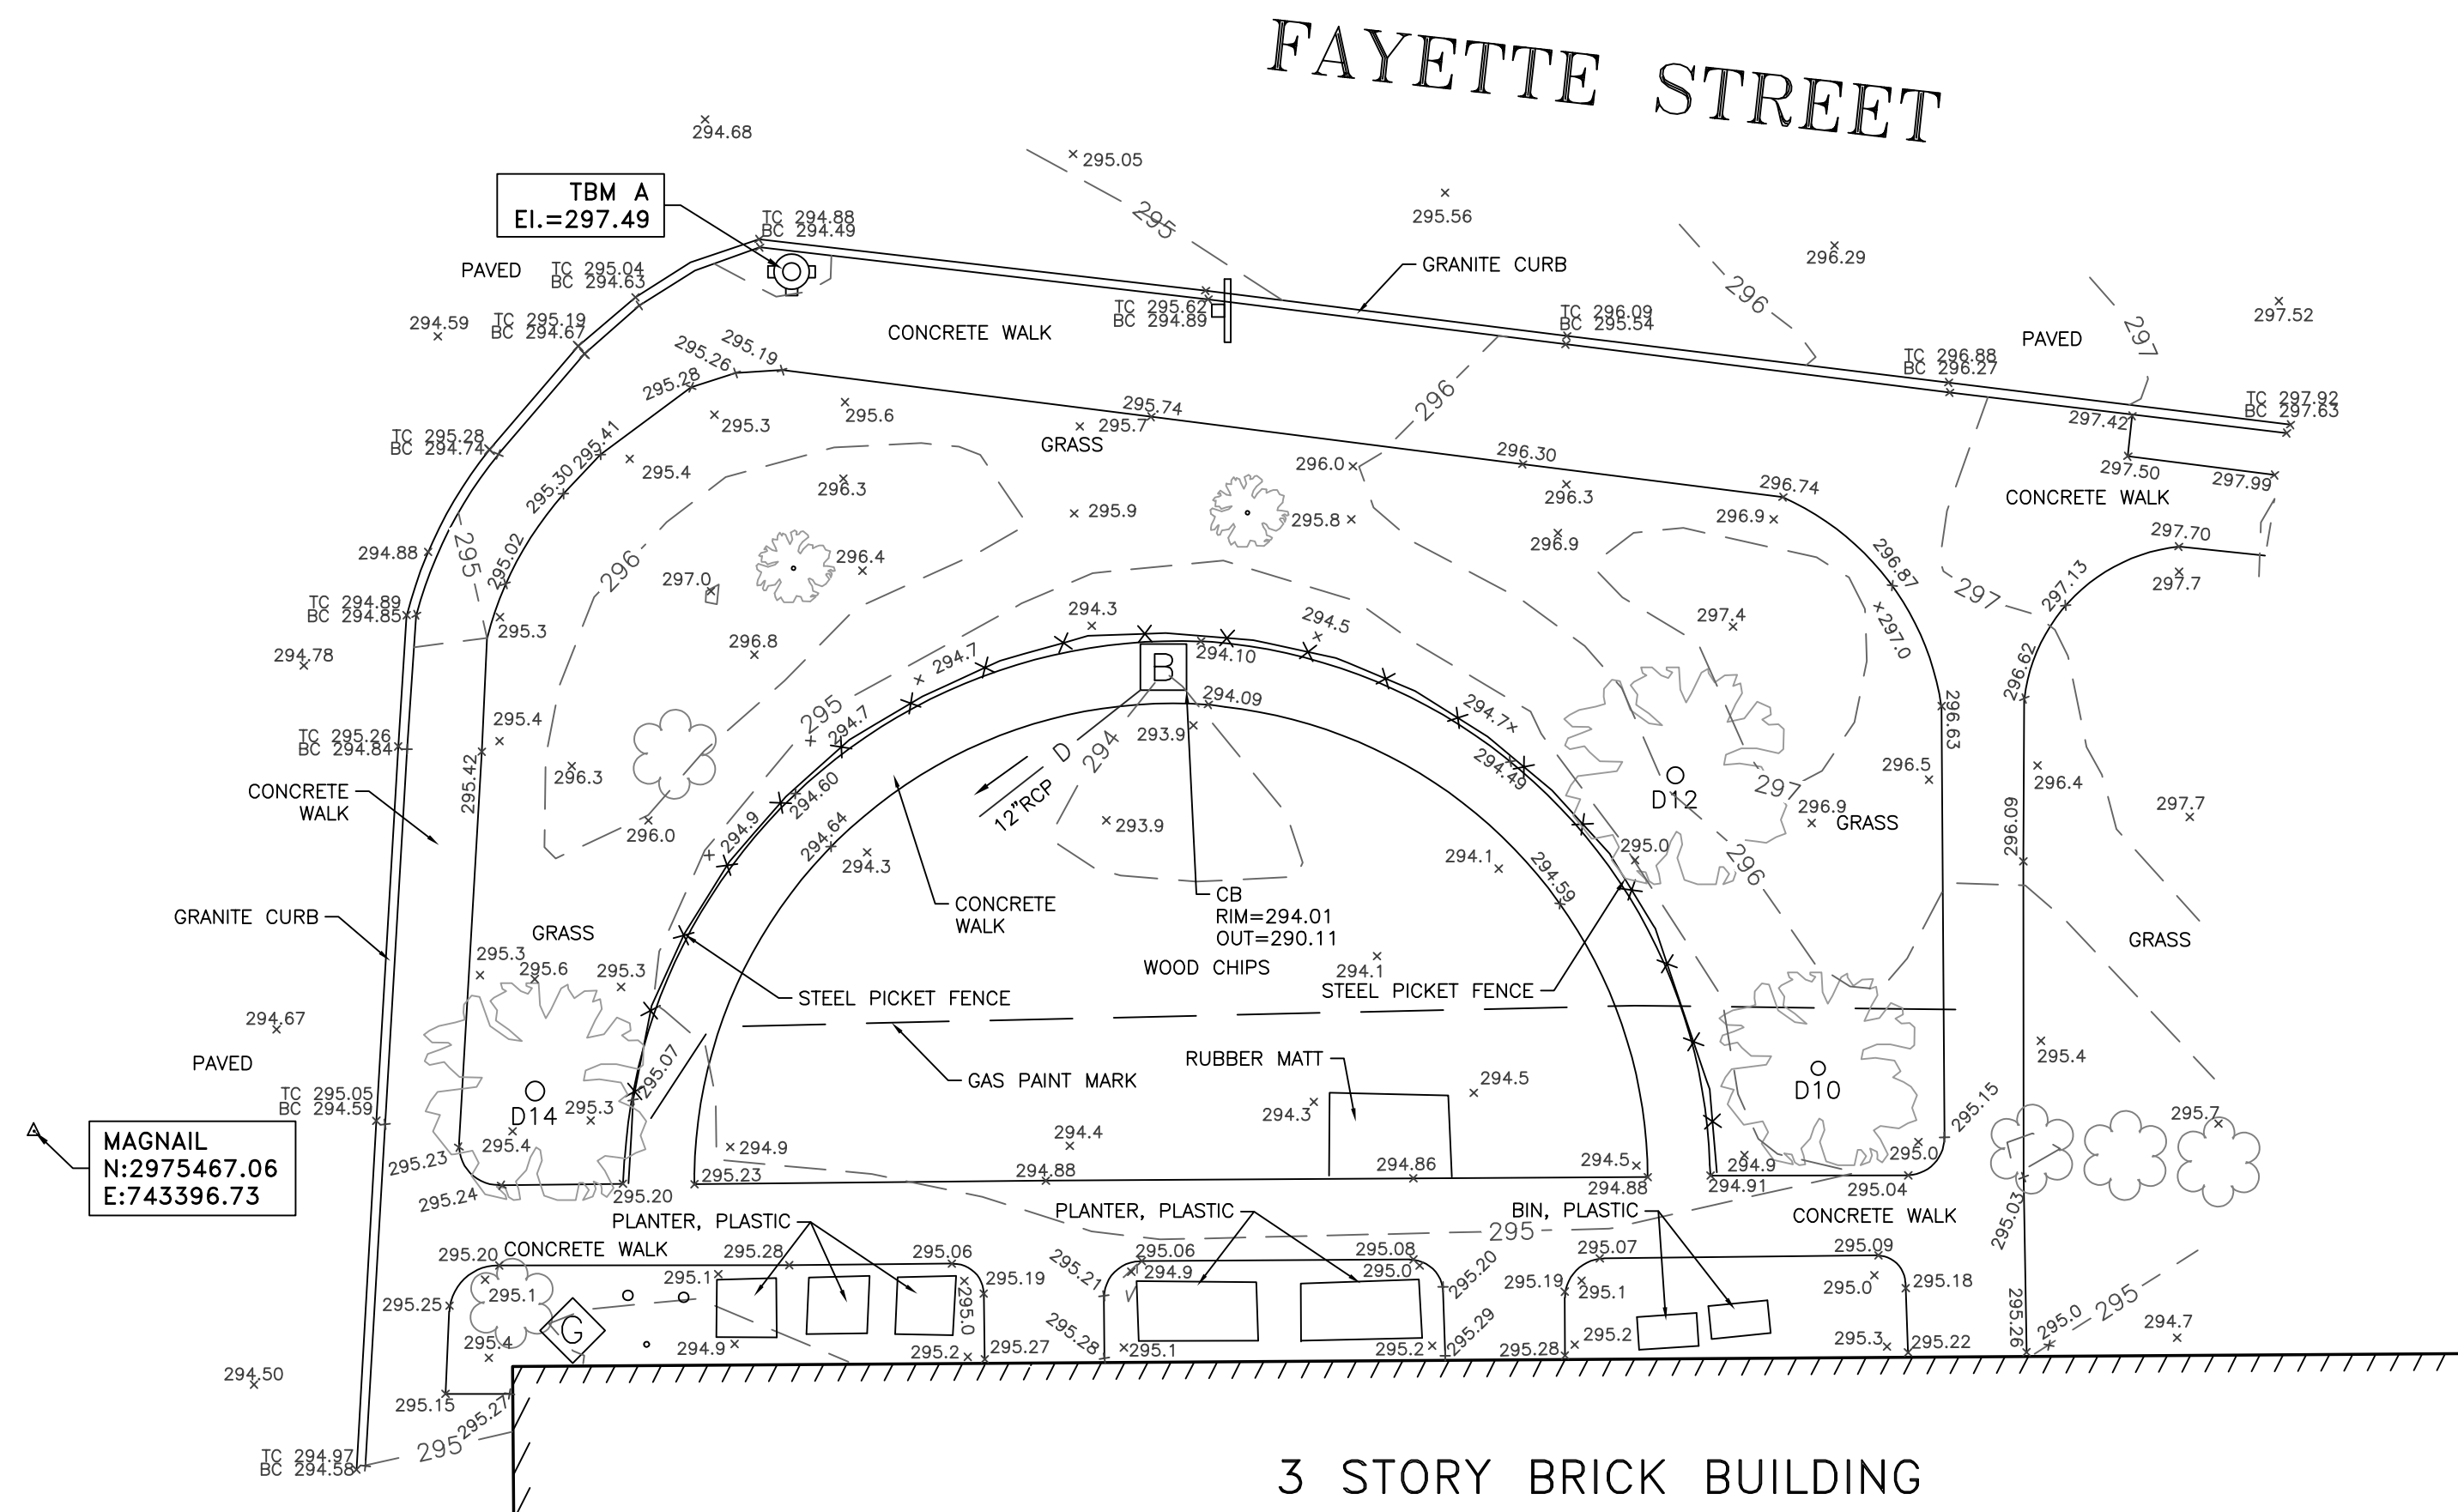 FAYETTE STREET
294.68
295.05
295
295.56
296.29
296
297.52
297
TBM A
El.=297.49
TC 294.88
BC 294.49
PAVED
TC 295.04
BC 294.63
TC 295.19
BC 294.67
294.59
GRANITE CURB
TC 295.62
BC 294.89
TC 296.09
BC 295.54
CONCRETE WALK
PAVED
TC 296.88
BC 296.27
TC 297.92
BC 297.63
297.42
297.50
297.99
CONCRETE WALK
295.19
295.26
295.28
295.3
295.6
295.74
295.7
GRASS
296
296.30
296.0
296.3
296.74
296.9
TC 295.28
BC 294.74
295.41
295.30
295.4
296.3
295.9
295.8
296.9
297.70
297.7
297.13
296.87
297
294.88
295
295.02
296
297.0
296.4
TC 294.89
BC 294.85
295.3
294.78
296.8
294.3
294.5
297.4
297.0
294.7
B
294.10
294.09
293.9
296.62
296.63
295
294.7
294.7
TC 295.26
BC 294.84
295.4
295.42
296.3
D
294
294.49
297
D12
296.5
296.9
GRASS
296.4
296.09
297.7
CONCRETE
WALK
296.0
294.60
294.9
294.64
294.3
12"RCP
293.9
294.1
295.0
296
294.59
GRANITE CURB
GRASS
CONCRETE
WALK
CB
RIM=294.01
OUT=290.11
GRASS
295.3
295.6
295.3
WOOD CHIPS
294.1
STEEL PICKET FENCE
STEEL PICKET FENCE
294.67
PAVED
295.07
RUBBER MATT
GAS PAINT MARK
294.5
294.3
295.4
D10
TC 295.05
BC 294.59
D14
295.3
295.4
294.9
294.4
295.15
295.7
295.0
MAGNAIL
N:2975467.06
E:743396.73
295.23
295.24
295.20
295.23
294.88
294.86
294.5
294.88
294.9
294.91
295.04
295.03
PLANTER, PLASTIC
PLANTER, PLASTIC
BIN, PLASTIC
CONCRETE WALK
295
295.20
CONCRETE WALK
295.28
295.06
295.21
295.06
295.08
295.20
295.07
295.09
295.1
295.19
294.9
295.0
295.19
295.1
295.0
295.18
295.25
295.1
295.0
G
295.4
294.9
295.2
295.27
295.28
295.1
295.2
295.29
295.28
295.2
295.3
295.22
295.26
295.0
295
294.7
294.50
295.15
295.27
295
TC 294.97
BC 294.58
3 STORY BRICK BUILDING